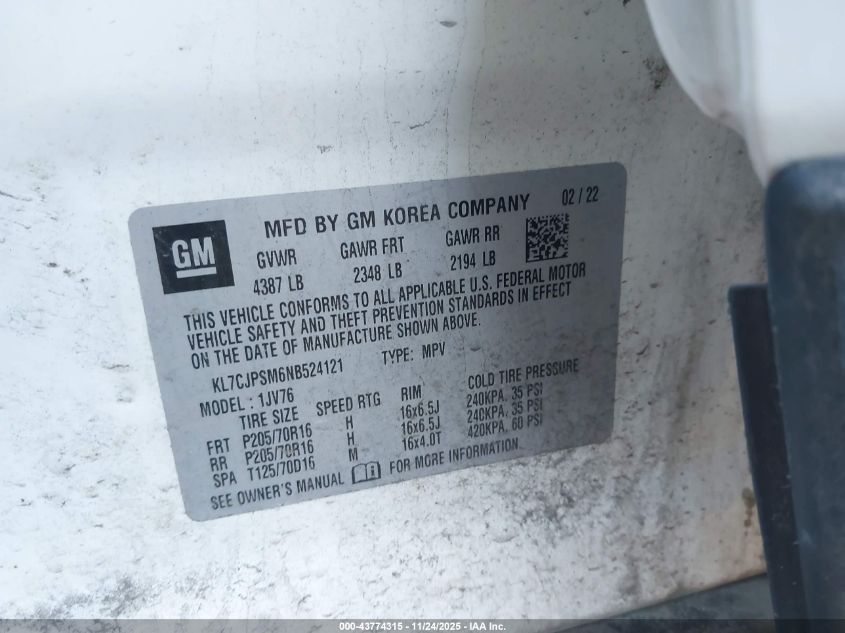 GM
MFD BY GM KOREA COMPANY 02 / 22
GVWR GAWR FRT GAWR RR
4387 LB 2348 LB 2194 LB
THIS VEHICLE CONFORMS TO ALL APPLICABLE U.S. FEDERAL MOTOR
VEHICLE SAFETY AND THEFT PREVENTION STANDARDS IN EFFECT
ON THE DATE OF MANUFACTURE SHOWN ABOVE.
KL7CJPSM6NB524121 TYPE: MPV
MODEL : 1JV76
TIRE SIZE SPEED RTG RIM COLD TIRE PRESSURE
FRT P205/70R16 H 16x6.5J 240KPA, 35 PSI
RR P205/70R16 H 16x6.5J 240KPA, 35 PSI
SPA T125/70D16 M 16x4.0T 420KPA, 60 PSI
SEE OWNER'S MANUAL FOR MORE INFORMATION
000-43774315 - 11/24/2025 - IAA Inc.